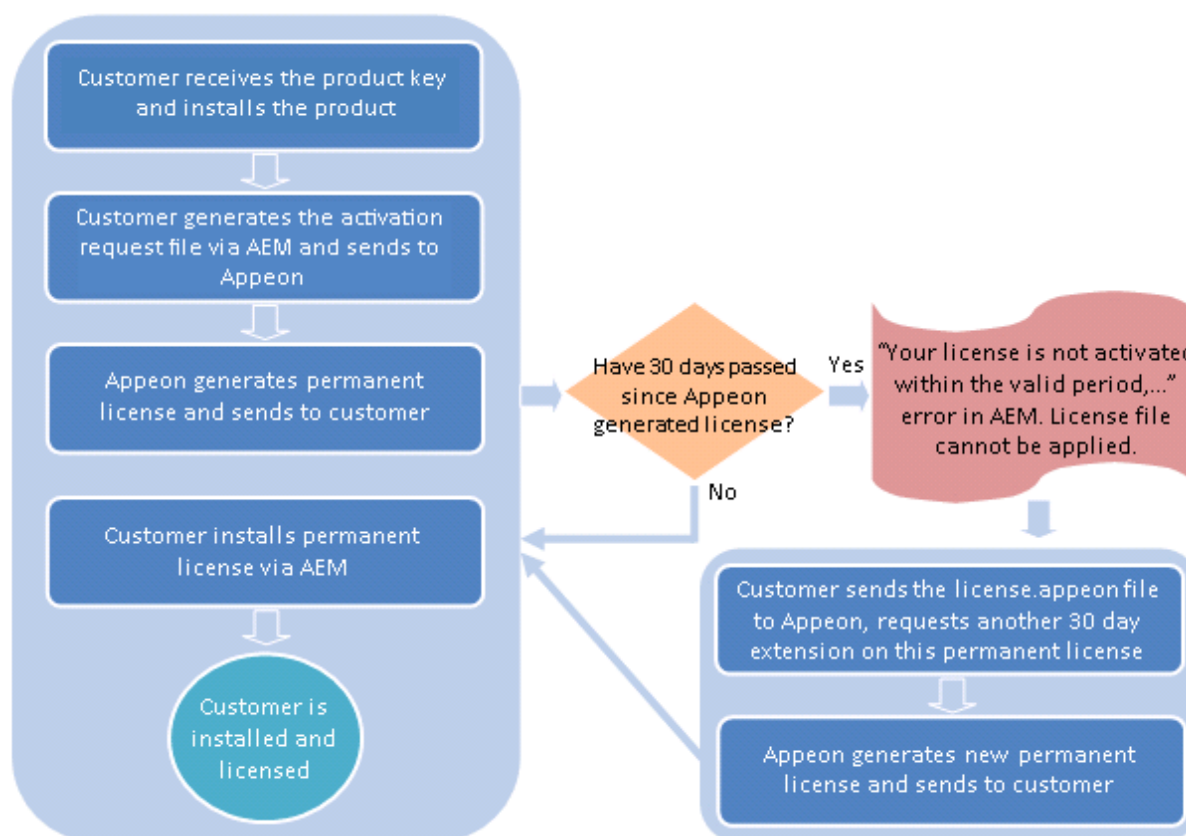 Customer receives the product key
and installs the product
Customer generates the activation
request file via AEM and sends to
Appeon
Appeon generates permanent
license and sends to customer
Have 30 days passed
since Appeon
generated license?
Yes
"Your license is not activated
within the valid period,..."
error in AEM. License file
cannot be applied.
No
Customer installs permanent
license via AEM
Customer sends the license.appeon file
to Appeon, requests another 30 day
extension on this permanent license
Customer is
installed and
licensed
Appeon generates new permanent
license and sends to customer